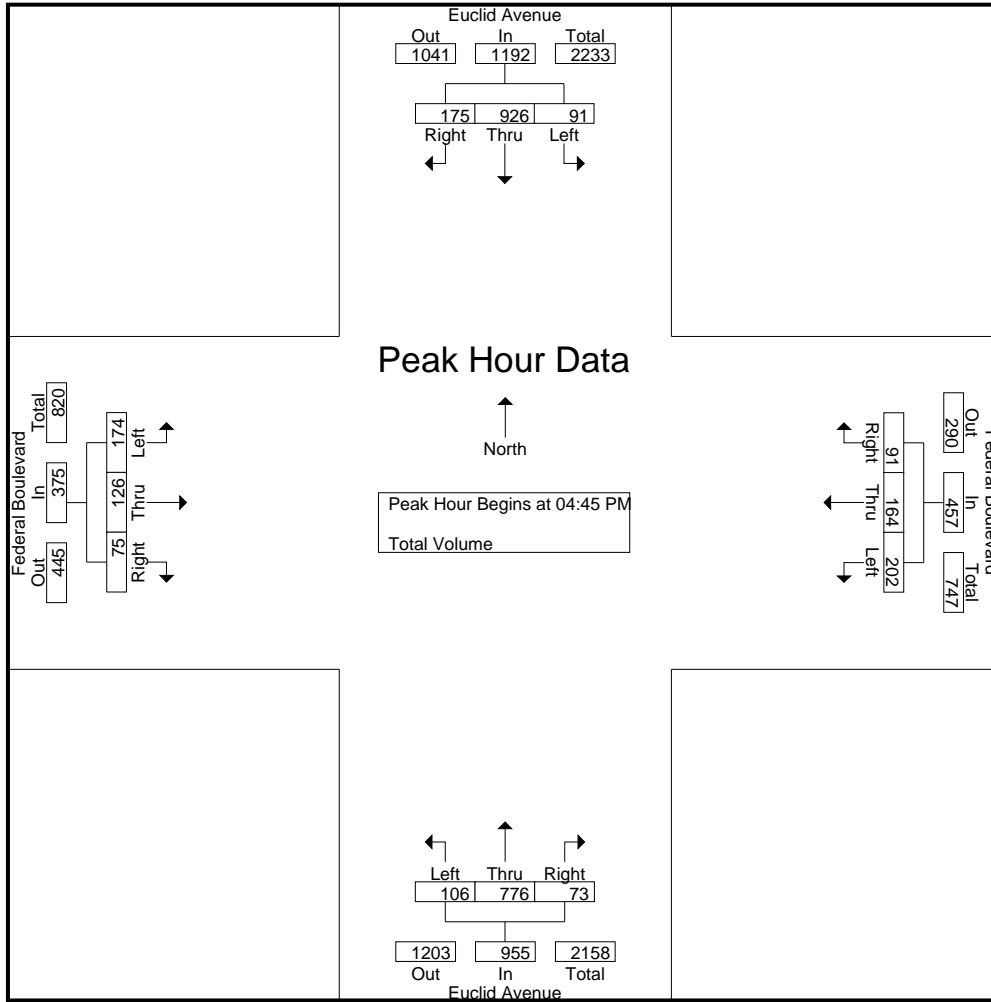 Euclid Avenue
Out In Total
1041 1192 2233
175 926 91
Right Thru Left
Peak Hour Data
North
Peak Hour Begins at 04:45 PM
Total Volume
Federal Boulevard
Total In Out
820 375 445
174 126 75
Left Thru Right
Right Thru Left
91 164 202
Out In Total
290 457 747
Federal Boulevard
Left Thru Right
106 776 73
1203 955 2158
Out In Total
Euclid Avenue